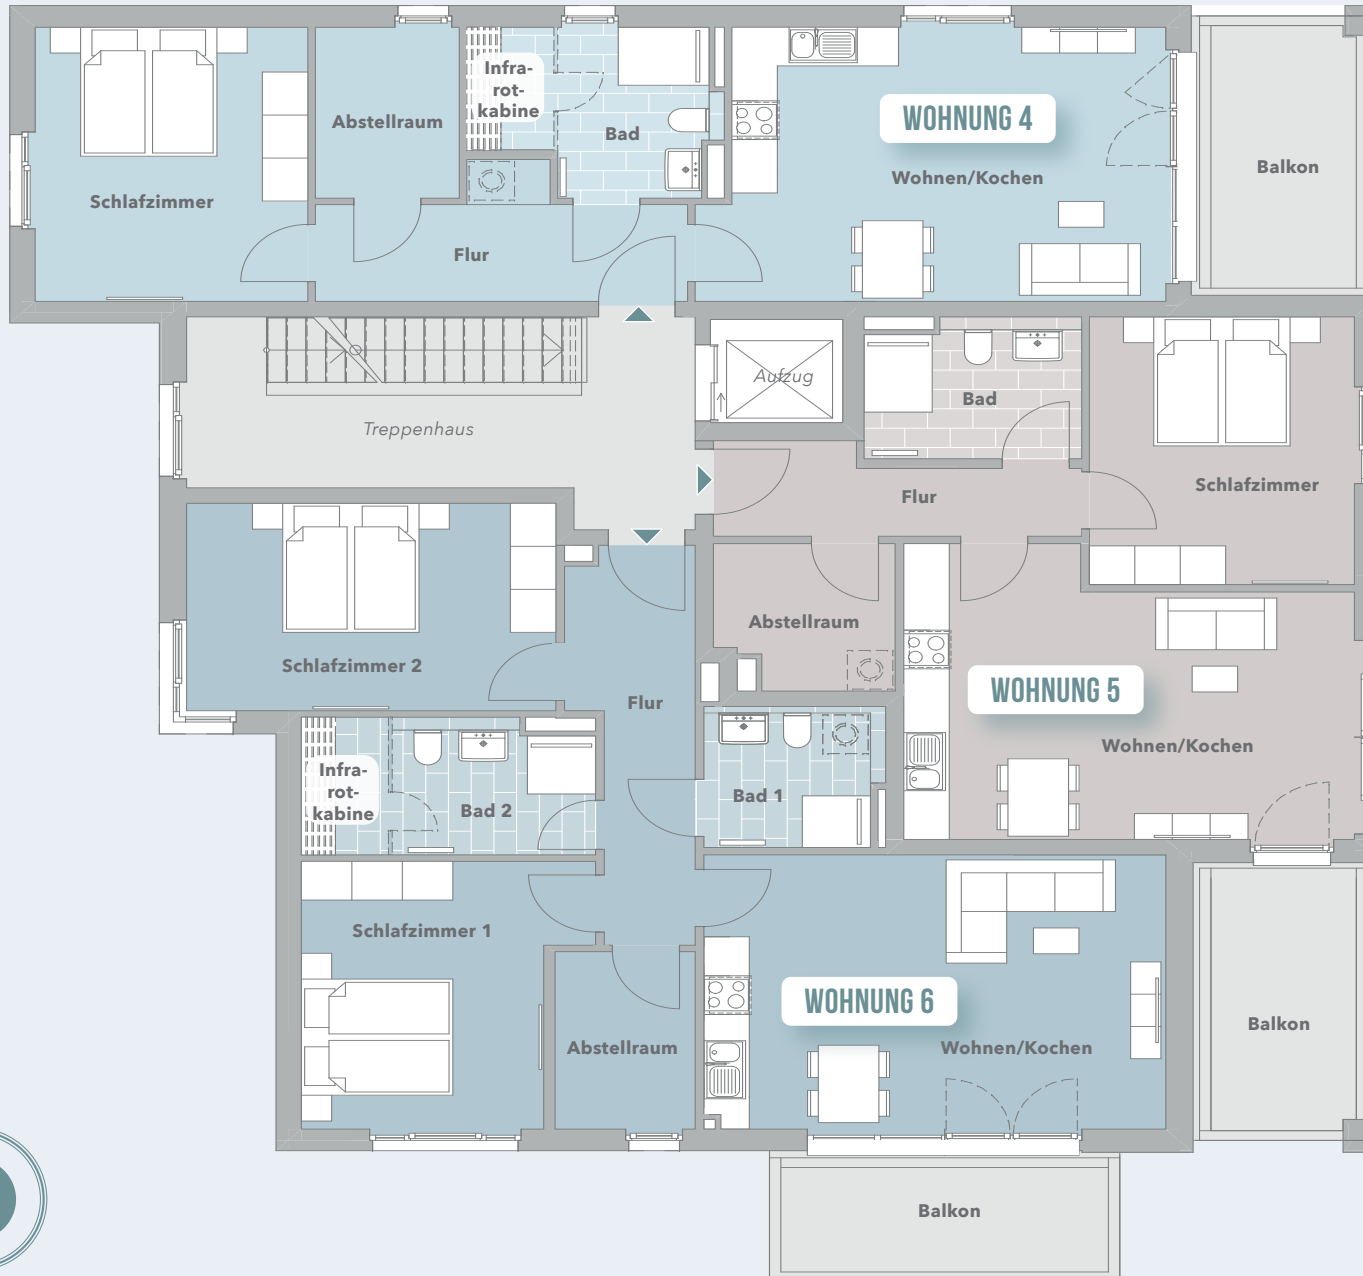 Infra-
rot-
kabine
Abstellraum
Bad
WOHNUNG 4
Wohnen/Kochen
Balkon
Schlafzimmer
Flur
Aufzug
Treppenhaus
Bad
Flur
Schlafzimmer
Abstellraum
Schlafzimmer 2
Flur
WOHNUNG 5
Wohnen/Kochen
Infra-
rot-
kabine
Bad 2
Bad 1
Schlafzimmer 1
WOHNUNG 6
Abstellraum
Wohnen/Kochen
Balkon
Balkon